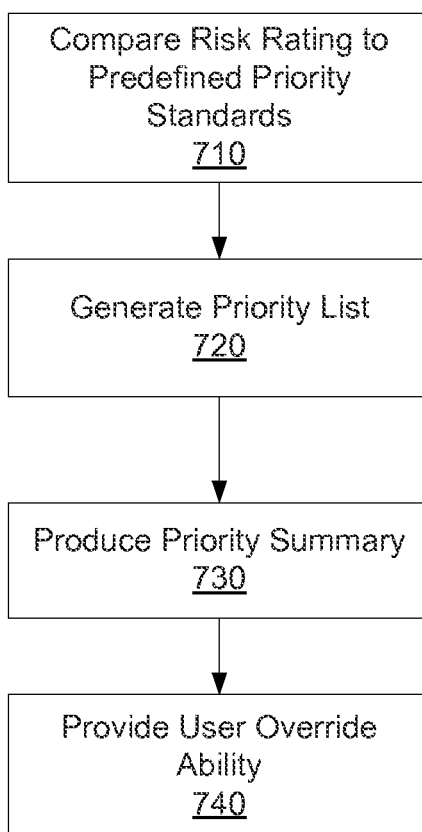 Compare Risk Rating to
Predefined Priority
Standards
710
Generate Priority List
720
Produce Priority Summary
730
Provide User Override
Ability
740